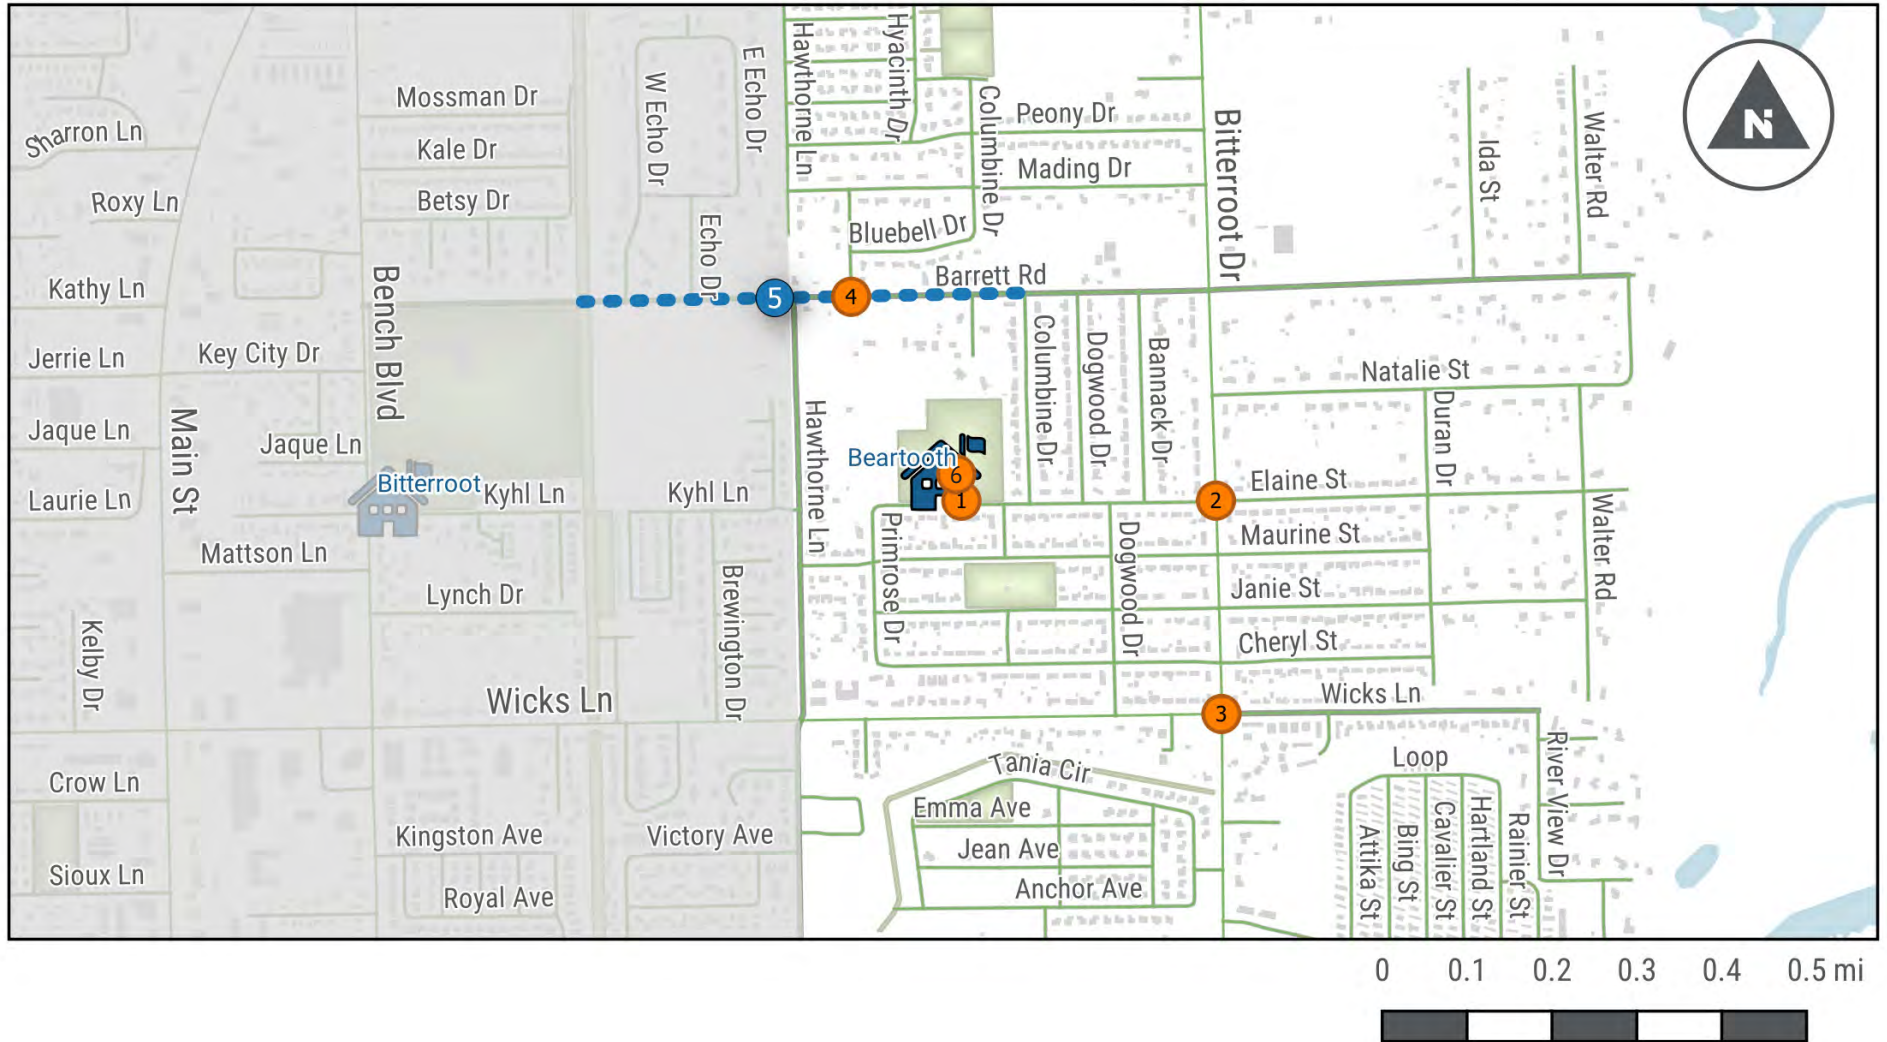 Mossman Dr
Sharron Ln
Kale Dr
Roxy Ln
Betsy Dr
W Echo Dr
E Echo Dr
Echo Dr
Hawthorne Ln
Hyacinth Dr
Columbine Dr
Peony Dr
Mading Dr
Bluebell Dr
Barrett Rd
Bitterroot Dr
Ida St
Walter Rd
N
Kathy Ln
Bench Blvd
5
4
Jerrie Ln
Key City Dr
Jaque Ln
Main St
Jaque Ln
Laurie Ln
Bitterroot
Kyhl Ln
Kyhl Ln
Hawthorne Ln
Beartooth
6
1
Columbine Dr
Dogwood Dr
Bannack Dr
Natalie St
Duran Dr
2
Elaine St
Maurine St
Walter Rd
Mattson Ln
Lynch Dr
Brewington Dr
Primrose Dr
Dogwood Dr
Janie St
Cheryl St
Kelby Dr
Wicks Ln
Wicks Ln
3
Crow Ln
Tania Cir
Loop
River View Dr
Kingston Ave
Victory Ave
Emma Ave
Jean Ave
Anchor Ave
Sioux Ln
Royal Ave
Attika St
Bing St
Cavalier St
Hartland St
Rainier St
0 0.1 0.2 0.3 0.4 0.5 mi